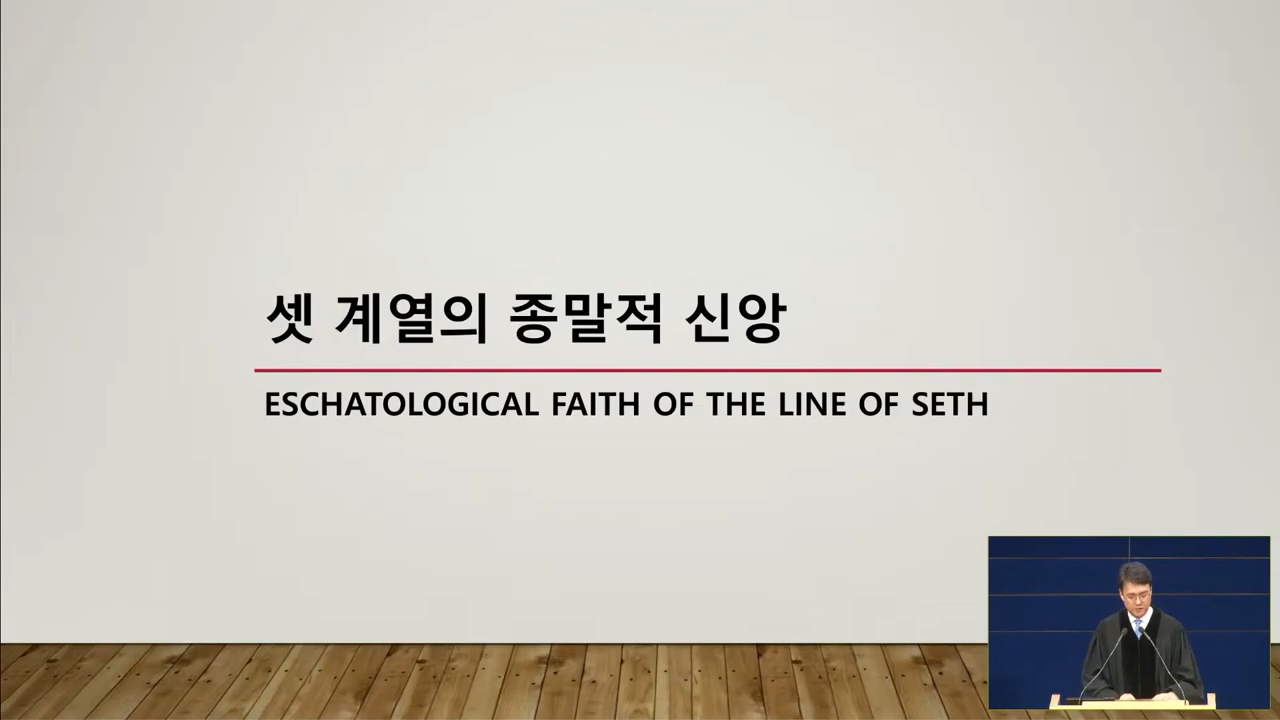 셋 계열의 종말적 신앙
ESCHATOLOGICAL FAITH OF THE LINE OF SETH